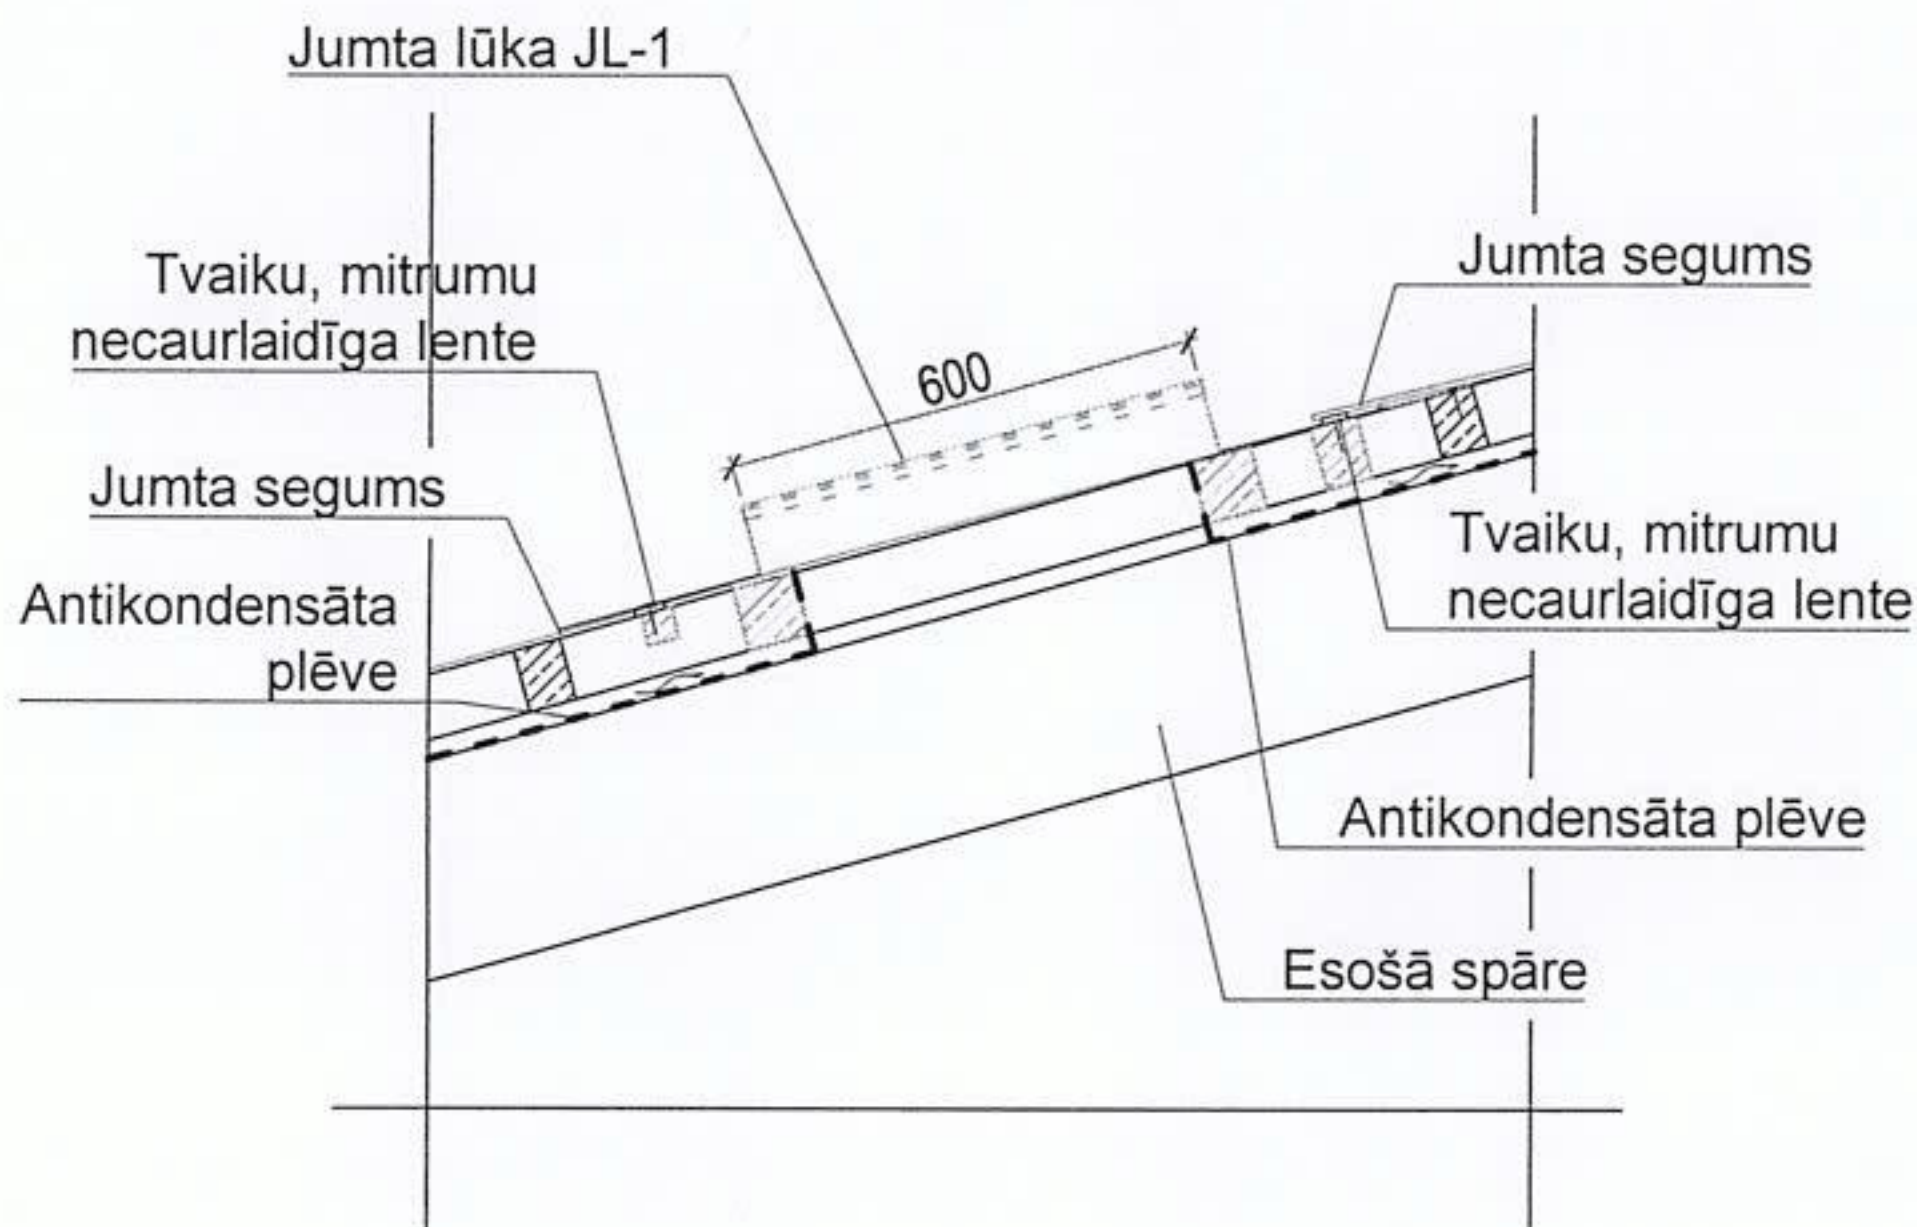 Jumta lūka JL-1
Tvaiku, mitrumu
necaurlaidīga lente
Jumta segums
600
Jumta segums
Antikondensāta
plēve
Tvaiku, mitrumu
necaurlaidīga lente
Antikondensāta plēve
Esošā spāre